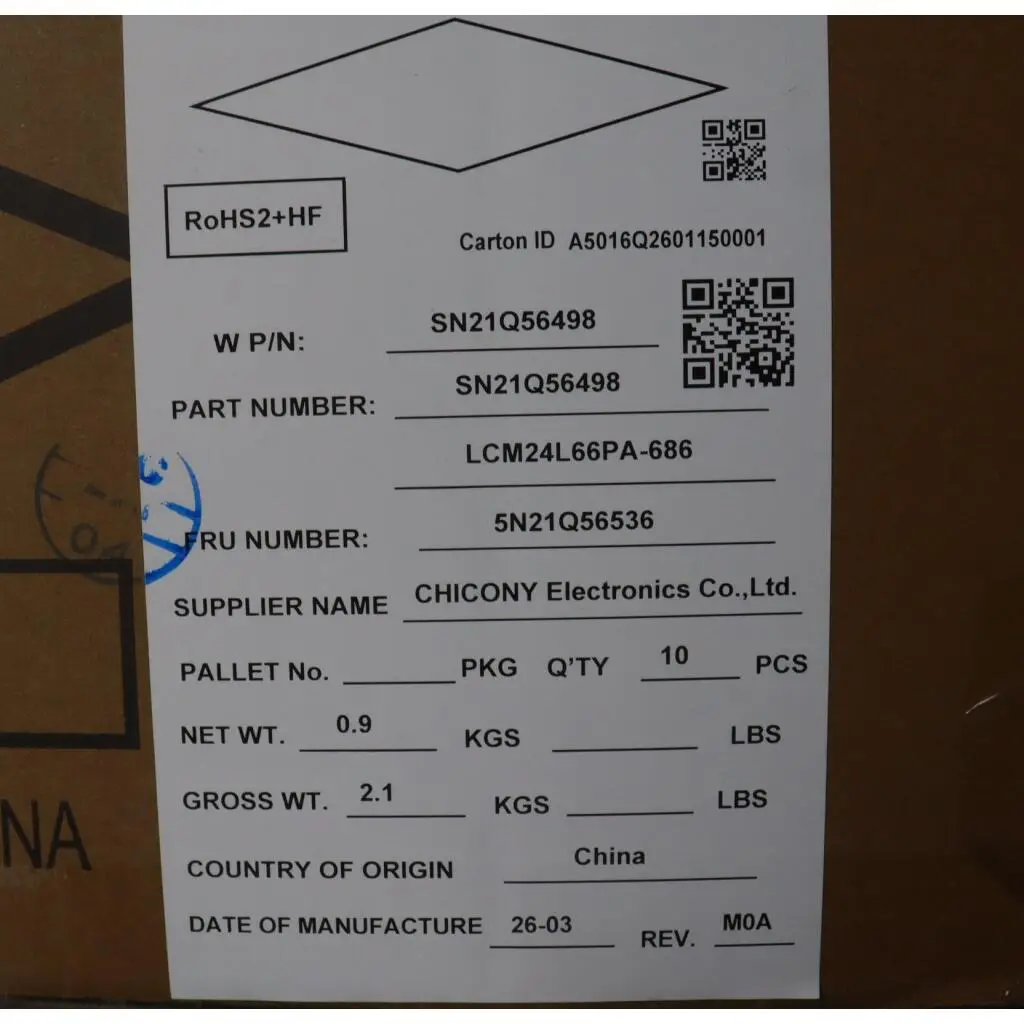 RoHS2+HF
Carton ID A5016Q2601150001
W P/N: SN21Q56498
PART NUMBER: SN21Q56498
LCM24L66PA-686
FRU NUMBER: 5N21Q56536
SUPPLIER NAME CHICONY Electronics Co.,Ltd.
PALLET No. PKG Q'TY 10 PCS
NET WT. 0.9 KGS LBS
GROSS WT. 2.1 KGS LBS
COUNTRY OF ORIGIN China
DATE OF MANUFACTURE 26-03 REV. M0A
NA